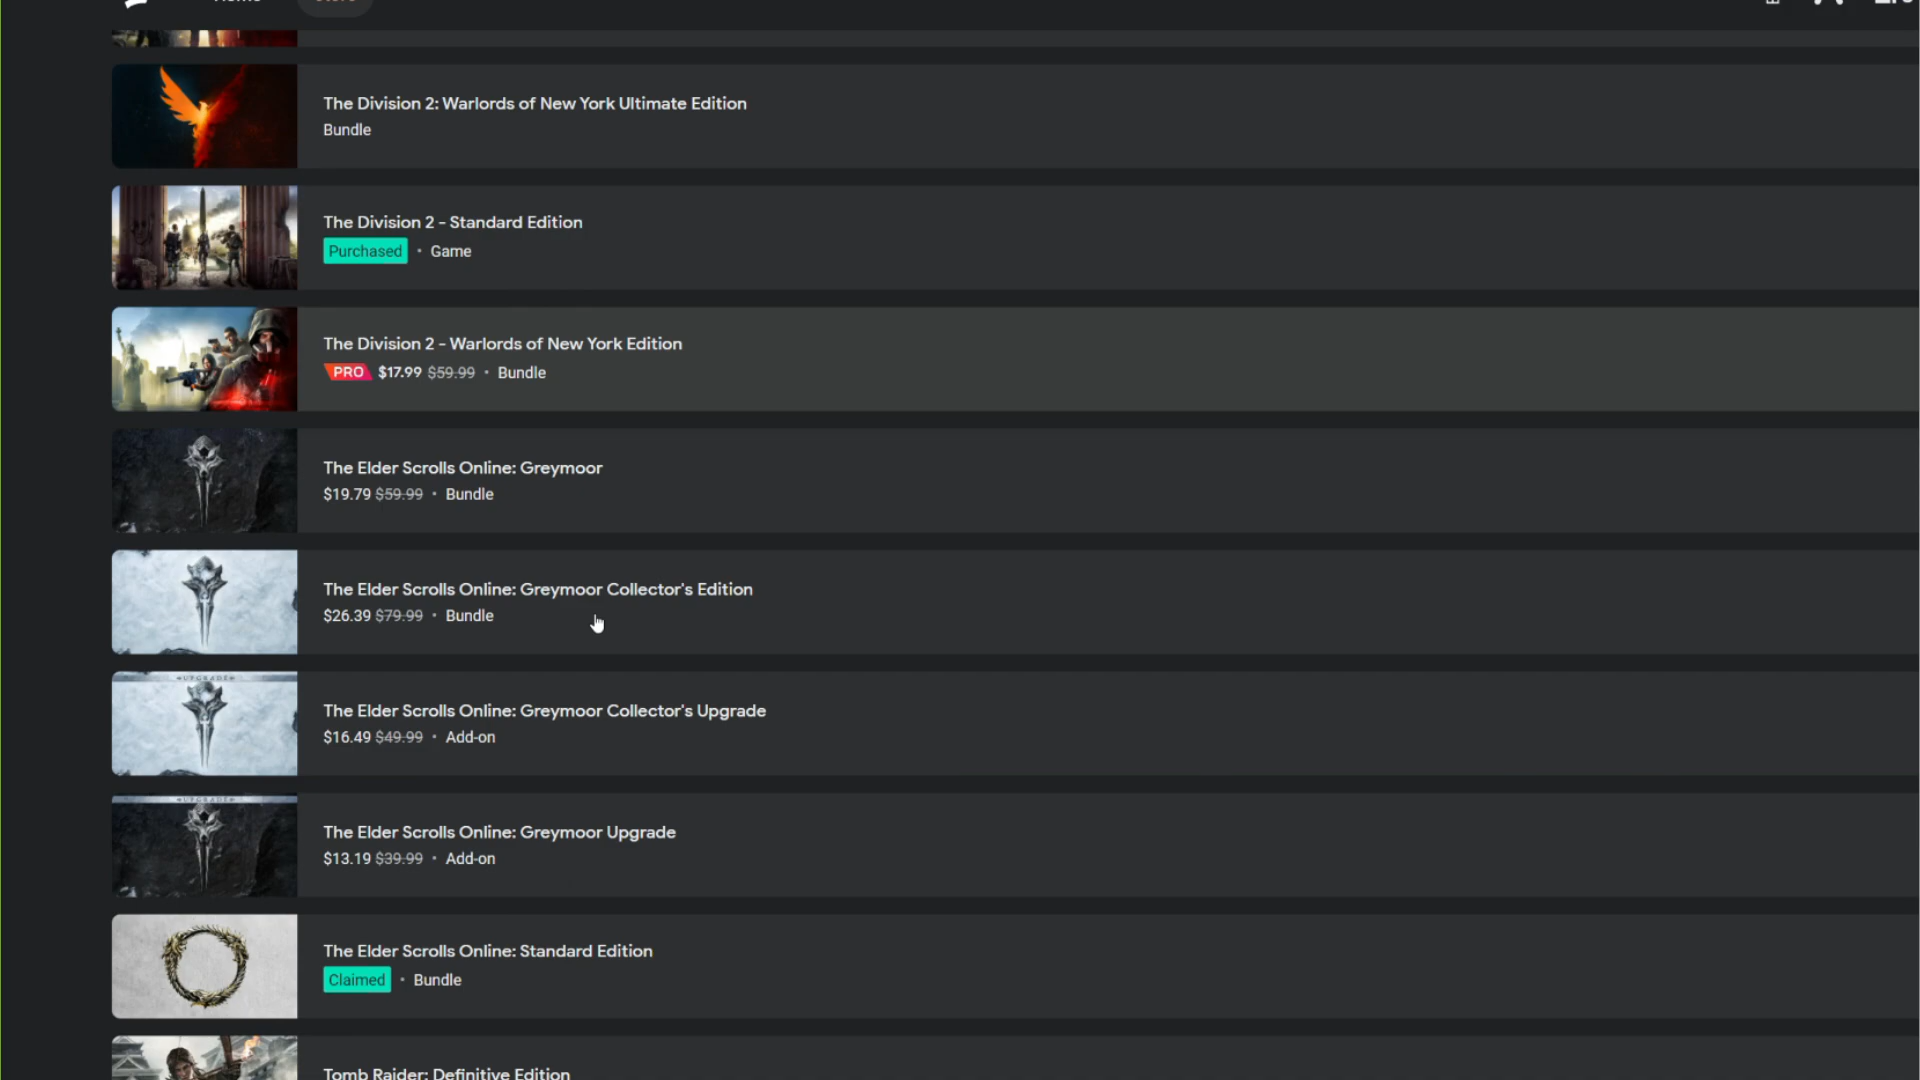 Home Store
The Division 2: Warlords of New York Ultimate Edition
Bundle
The Division 2 - Standard Edition
Purchased • Game
The Division 2 - Warlords of New York Edition
PRO $17.99 $59.99 • Bundle
The Elder Scrolls Online: Greymoor
$19.79 $59.99 • Bundle
The Elder Scrolls Online: Greymoor Collector's Edition
$26.39 $79.99 • Bundle
UPGRADE
The Elder Scrolls Online: Greymoor Collector's Upgrade
$16.49 $49.99 • Add-on
UPGRADE
The Elder Scrolls Online: Greymoor Upgrade
$13.19 $39.99 • Add-on
The Elder Scrolls Online: Standard Edition
Claimed • Bundle
Tomb Raider: Definitive Edition